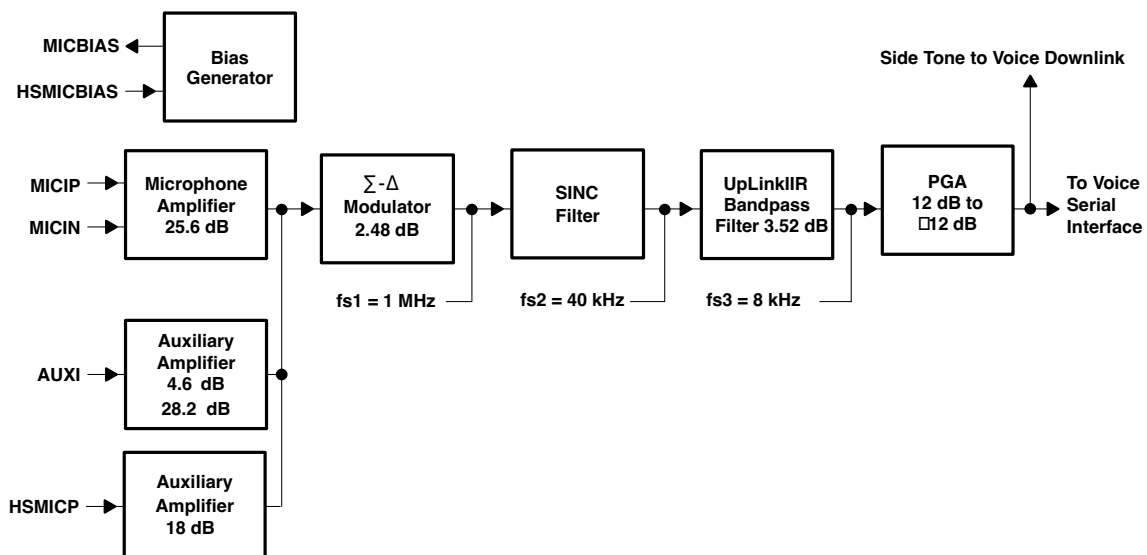 MICBIAS
HSMICBIAS
Bias
Generator
Side Tone to Voice Downlink
MICIP
MICIN
Microphone
Amplifier
25.6 dB
Σ-Δ
Modulator
2.48 dB
SINC
Filter
UpLinkIIR
Bandpass
Filter 3.52 dB
PGA
12 dB to
□12 dB
To Voice
Serial
Interface
fs1 = 1 MHz
fs2 = 40 kHz
fs3 = 8 kHz
AUXI
Auxiliary
Amplifier
4.6 dB
28.2 dB
HSMICP
Auxiliary
Amplifier
18 dB